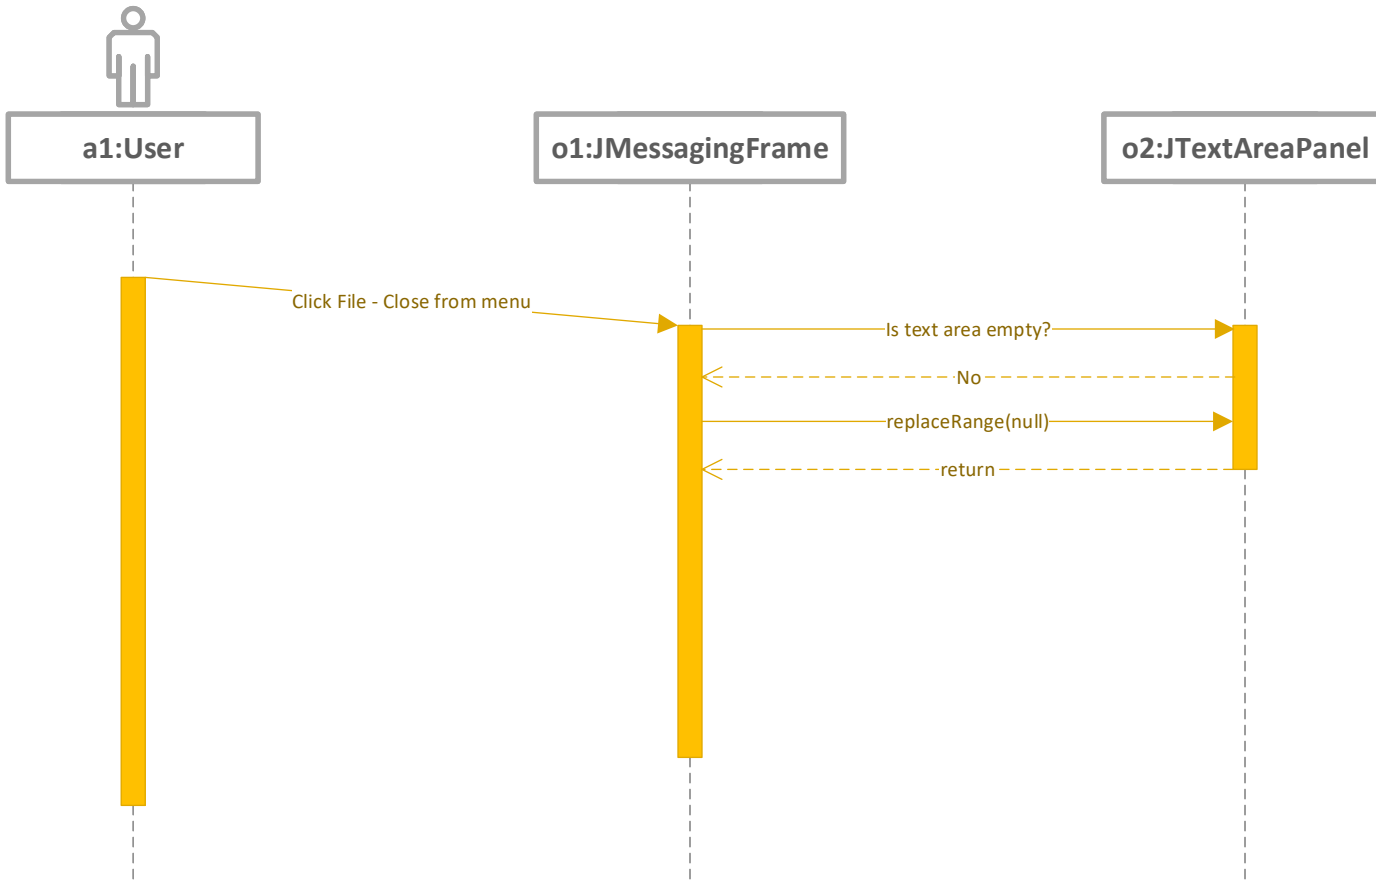 a1:User
o1:JMessagingFrame
o2:JTextAreaPanel
Click File - Close from menu
Is text area empty?
No
replaceRange(null)
return